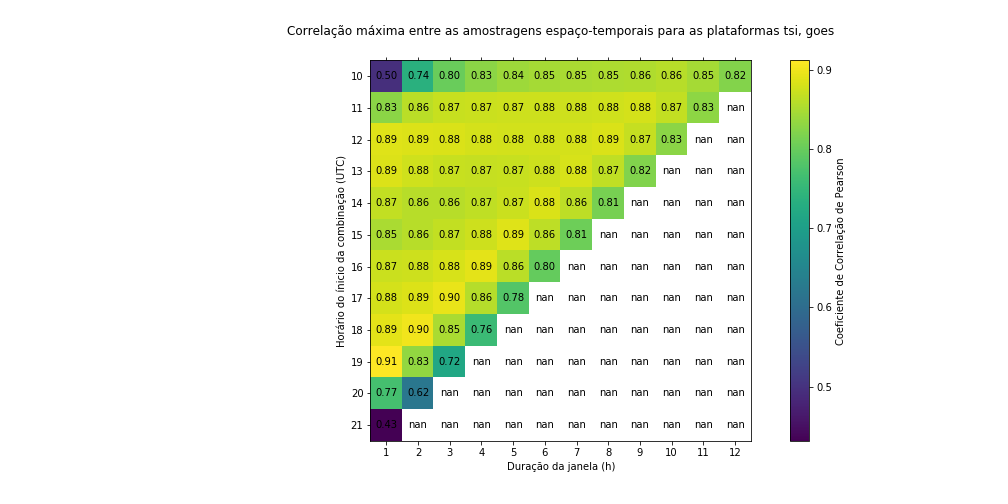 Correlação máxima entre as amostragens espaço-temporais para as plataformas tsi, goes
10 0.50 0.74 0.80 0.83 0.84 0.85 0.85 0.85 0.86 0.86 0.85 0.82
11 0.83 0.86 0.87 0.87 0.87 0.88 0.88 0.88 0.88 0.87 0.83 nan
12 0.89 0.89 0.88 0.88 0.88 0.88 0.88 0.89 0.87 0.83 nan nan
13 0.89 0.88 0.87 0.87 0.87 0.88 0.88 0.87 0.82 nan nan nan
14 0.87 0.86 0.86 0.87 0.87 0.88 0.86 0.81 nan nan nan nan
15 0.85 0.86 0.87 0.88 0.89 0.86 0.81 nan nan nan nan nan
16 0.87 0.88 0.88 0.89 0.86 0.80 nan nan nan nan nan nan
17 0.88 0.89 0.90 0.86 0.78 nan nan nan nan nan nan nan
18 0.89 0.90 0.85 0.76 nan nan nan nan nan nan nan nan
19 0.91 0.83 0.72 nan nan nan nan nan nan nan nan nan
20 0.77 0.62 nan nan nan nan nan nan nan nan nan nan
21 0.43 nan nan nan nan nan nan nan nan nan nan nan
1 2 3 4 5 6 7 8 9 10 11 12
Duração da janela (h)
Horário do ínicio da combinação (UTC)
0.9
0.8
0.7
0.6
0.5
Coeficiente de Correlação de Pearson